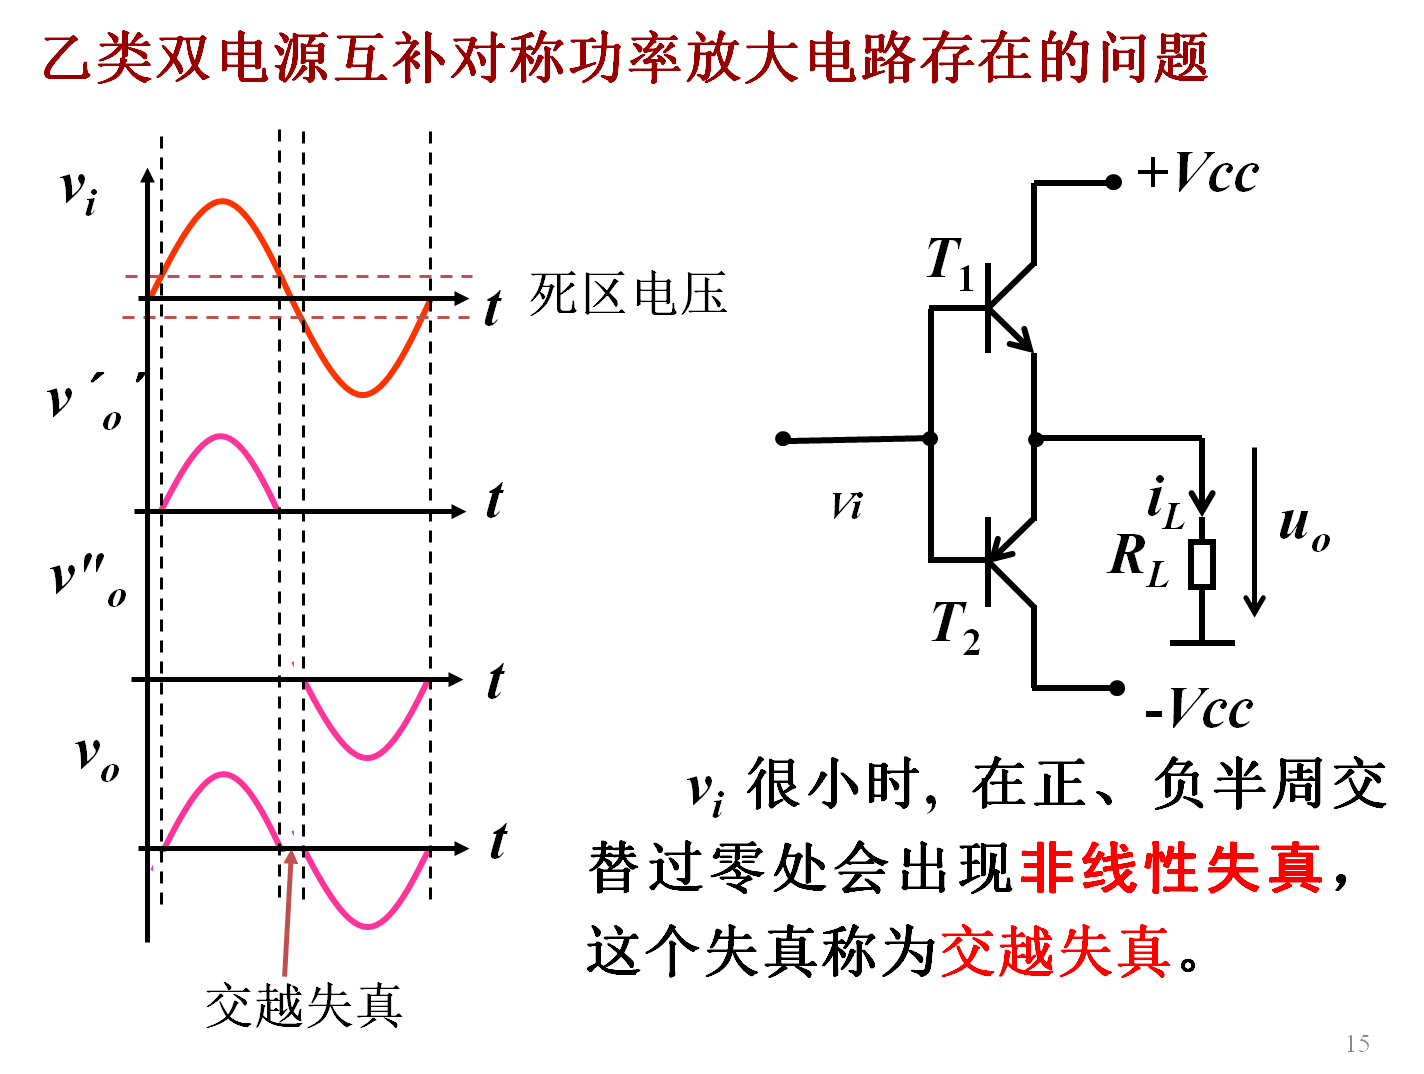 乙类双电源互补对称功率放大电路存在的问题
vi
t
死区电压
v´o´
t
v"o
t
vo
t
交越失真
+Vcc
T1
vi
iL
RL
uo
T2
-Vcc
vi 很小时, 在正、负半周交
替过零处会出现非线性失真,
这个失真称为交越失真。
15